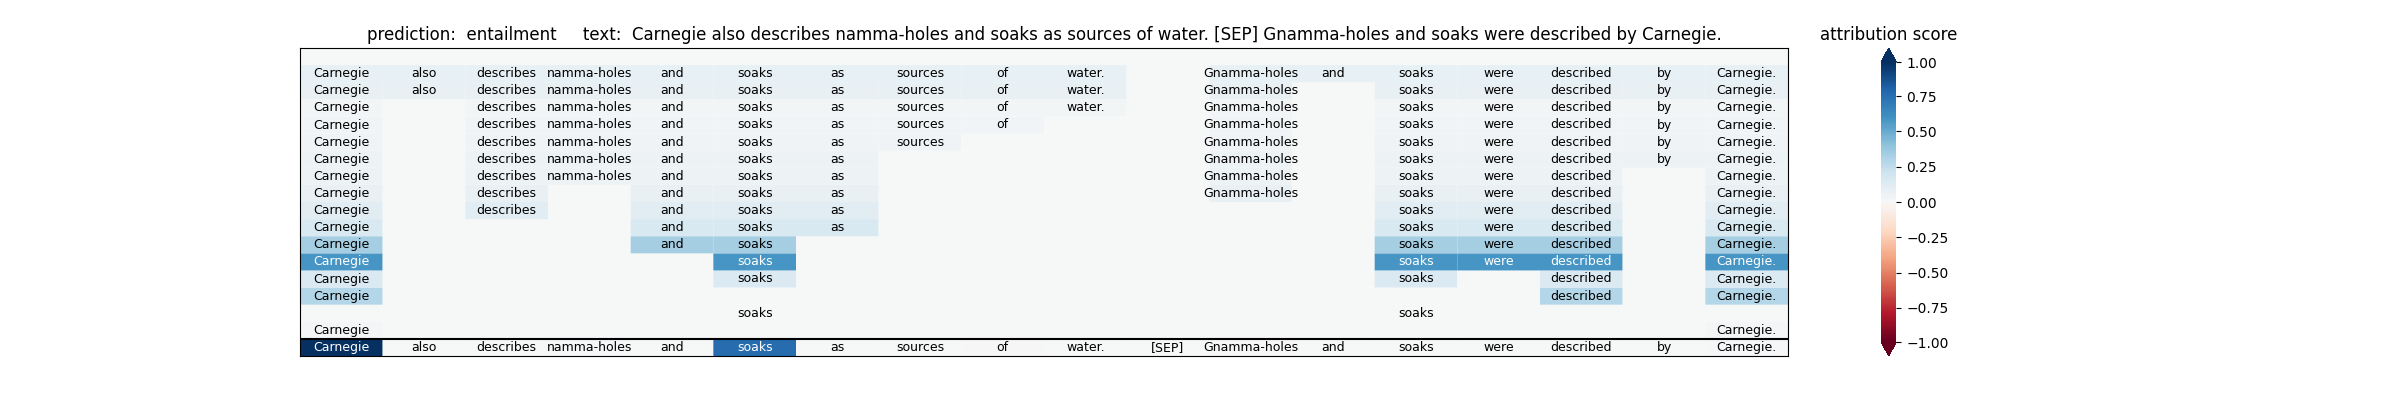 prediction:  entailment     text:  Carnegie also describes namma-holes and soaks as sources of water. [SEP] Gnamma-holes and soaks were described by Carnegie.
attribution score
Carnegie also describes namma-holes and soaks as sources of water. Gnamma-holes and soaks were described by Carnegie.
Carnegie also describes namma-holes and soaks as sources of water. Gnamma-holes soaks were described by Carnegie.
Carnegie describes namma-holes and soaks as sources of water. Gnamma-holes soaks were described by Carnegie.
Carnegie describes namma-holes and soaks as sources of Gnamma-holes soaks were described by Carnegie.
Carnegie describes namma-holes and soaks as sources Gnamma-holes soaks were described by Carnegie.
Carnegie describes namma-holes and soaks as Gnamma-holes soaks were described by Carnegie.
Carnegie describes namma-holes and soaks as Gnamma-holes soaks were described Carnegie.
Carnegie describes and soaks as Gnamma-holes soaks were described Carnegie.
Carnegie describes and soaks as soaks were described Carnegie.
Carnegie and soaks as soaks were described Carnegie.
Carnegie and soaks soaks were described Carnegie.
Carnegie soaks soaks were described Carnegie.
Carnegie soaks soaks described Carnegie.
Carnegie described Carnegie.
soaks soaks
Carnegie Carnegie.
Carnegie also describes namma-holes and soaks as sources of water. [SEP] Gnamma-holes and soaks were described by Carnegie.
1.00
0.75
0.50
0.25
0.00
−0.25
−0.50
−0.75
−1.00